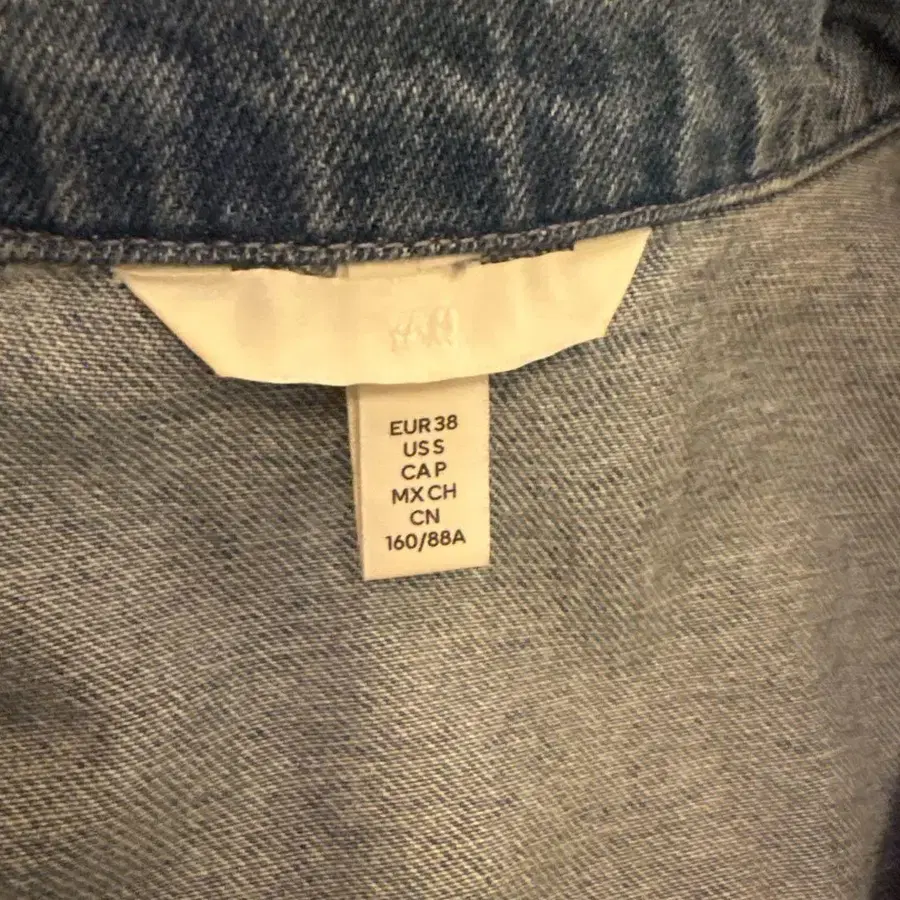 H&M
EUR 38
US S
CA P
MX CH
CN
160/88A